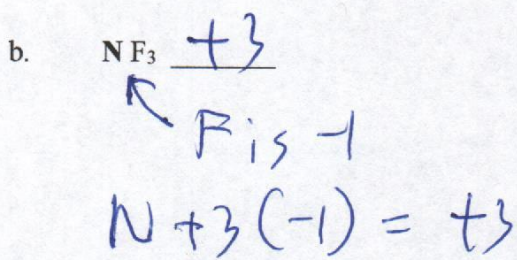 b. NF₃ +3
F is -1
N + 3(-1) = +3